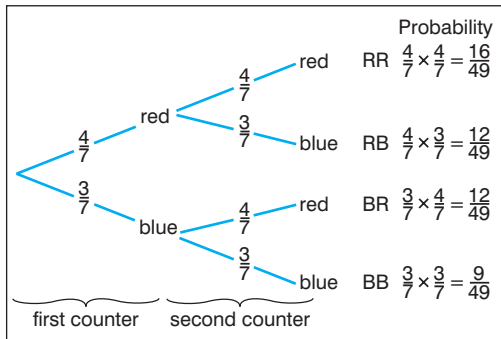 Probability
4/7 red RR 4/7 × 4/7 = 16/49
red
4/7 3/7 blue RB 4/7 × 3/7 = 12/49
3/7 4/7 red BR 3/7 × 4/7 = 12/49
blue
3/7 blue BB 3/7 × 3/7 = 9/49
first counter second counter